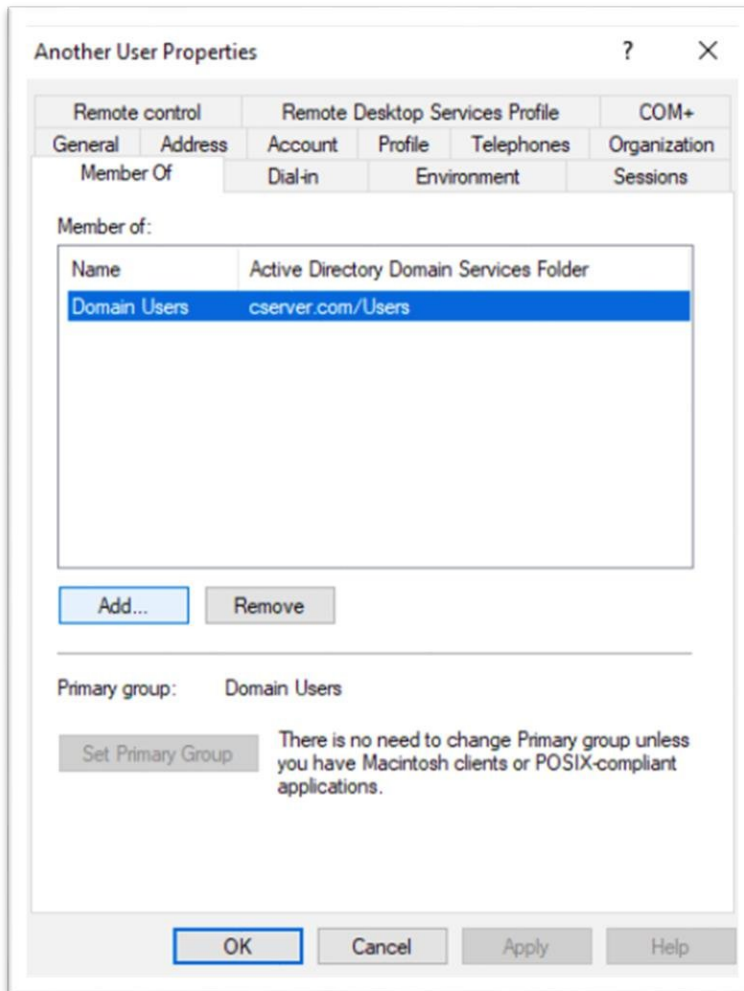 Another User Properties ? ×
Remote control Remote Desktop Services Profile COM+
General Address Account Profile Telephones Organization
Member Of Dial-in Environment Sessions
Member of:
Name Active Directory Domain Services Folder
Domain Users cserver.com/Users
Add... Remove
Primary group: Domain Users
Set Primary Group
There is no need to change Primary group unless
you have Macintosh clients or POSIX-compliant
applications.
OK Cancel Apply Help